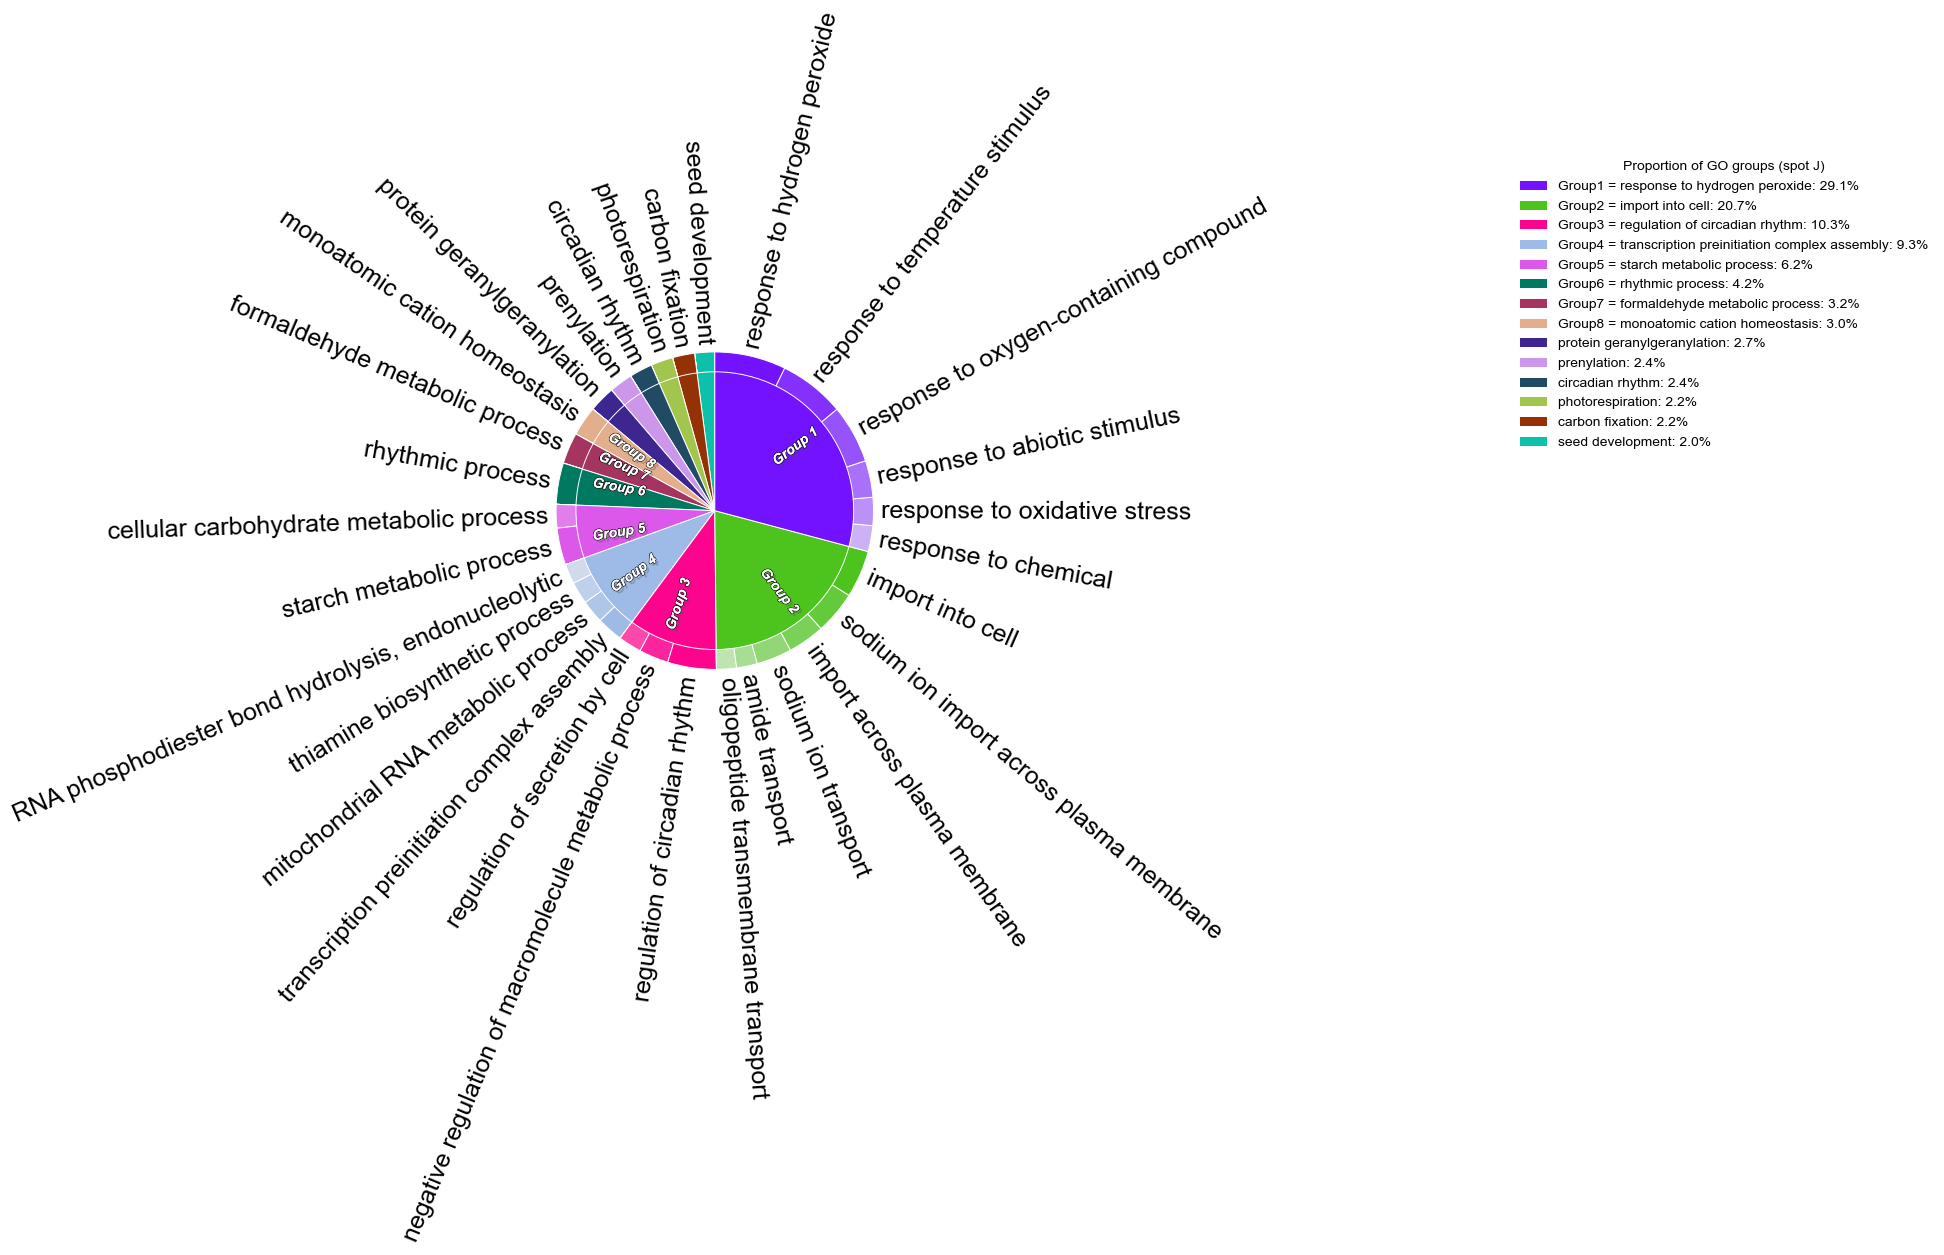 response to hydrogen peroxide
response to temperature stimulus
response to oxygen-containing compound
response to abiotic stimulus
response to oxidative stress
response to chemical
import into cell
sodium ion import across plasma membrane
import across plasma membrane
sodium ion transport
amide transport
oligopeptide transmembrane transport
regulation of circadian rhythm
negative regulation of macromolecule metabolic process
regulation of secretion by cell
transcription preinitiation complex assembly
mitochondrial RNA metabolic process
thiamine biosynthetic process
RNA phosphodiester bond hydrolysis, endonucleolytic
starch metabolic process
cellular carbohydrate metabolic process
rhythmic process
formaldehyde metabolic process
monoatomic cation homeostasis
protein geranylgeranylation
prenylation
circadian rhythm
photorespiration
carbon fixation
seed development
Group 1
Group 2
Group 3
Group 4
Group 5
Group 6
Group 7
Group 8
Proportion of GO groups (spot J)
Group1 = response to hydrogen peroxide: 29.1%
Group2 = import into cell: 20.7%
Group3 = regulation of circadian rhythm: 10.3%
Group4 = transcription preinitiation complex assembly: 9.3%
Group5 = starch metabolic process: 6.2%
Group6 = rhythmic process: 4.2%
Group7 = formaldehyde metabolic process: 3.2%
Group8 = monoatomic cation homeostasis: 3.0%
protein geranylgeranylation: 2.7%
prenylation: 2.4%
circadian rhythm: 2.4%
photorespiration: 2.2%
carbon fixation: 2.2%
seed development: 2.0%